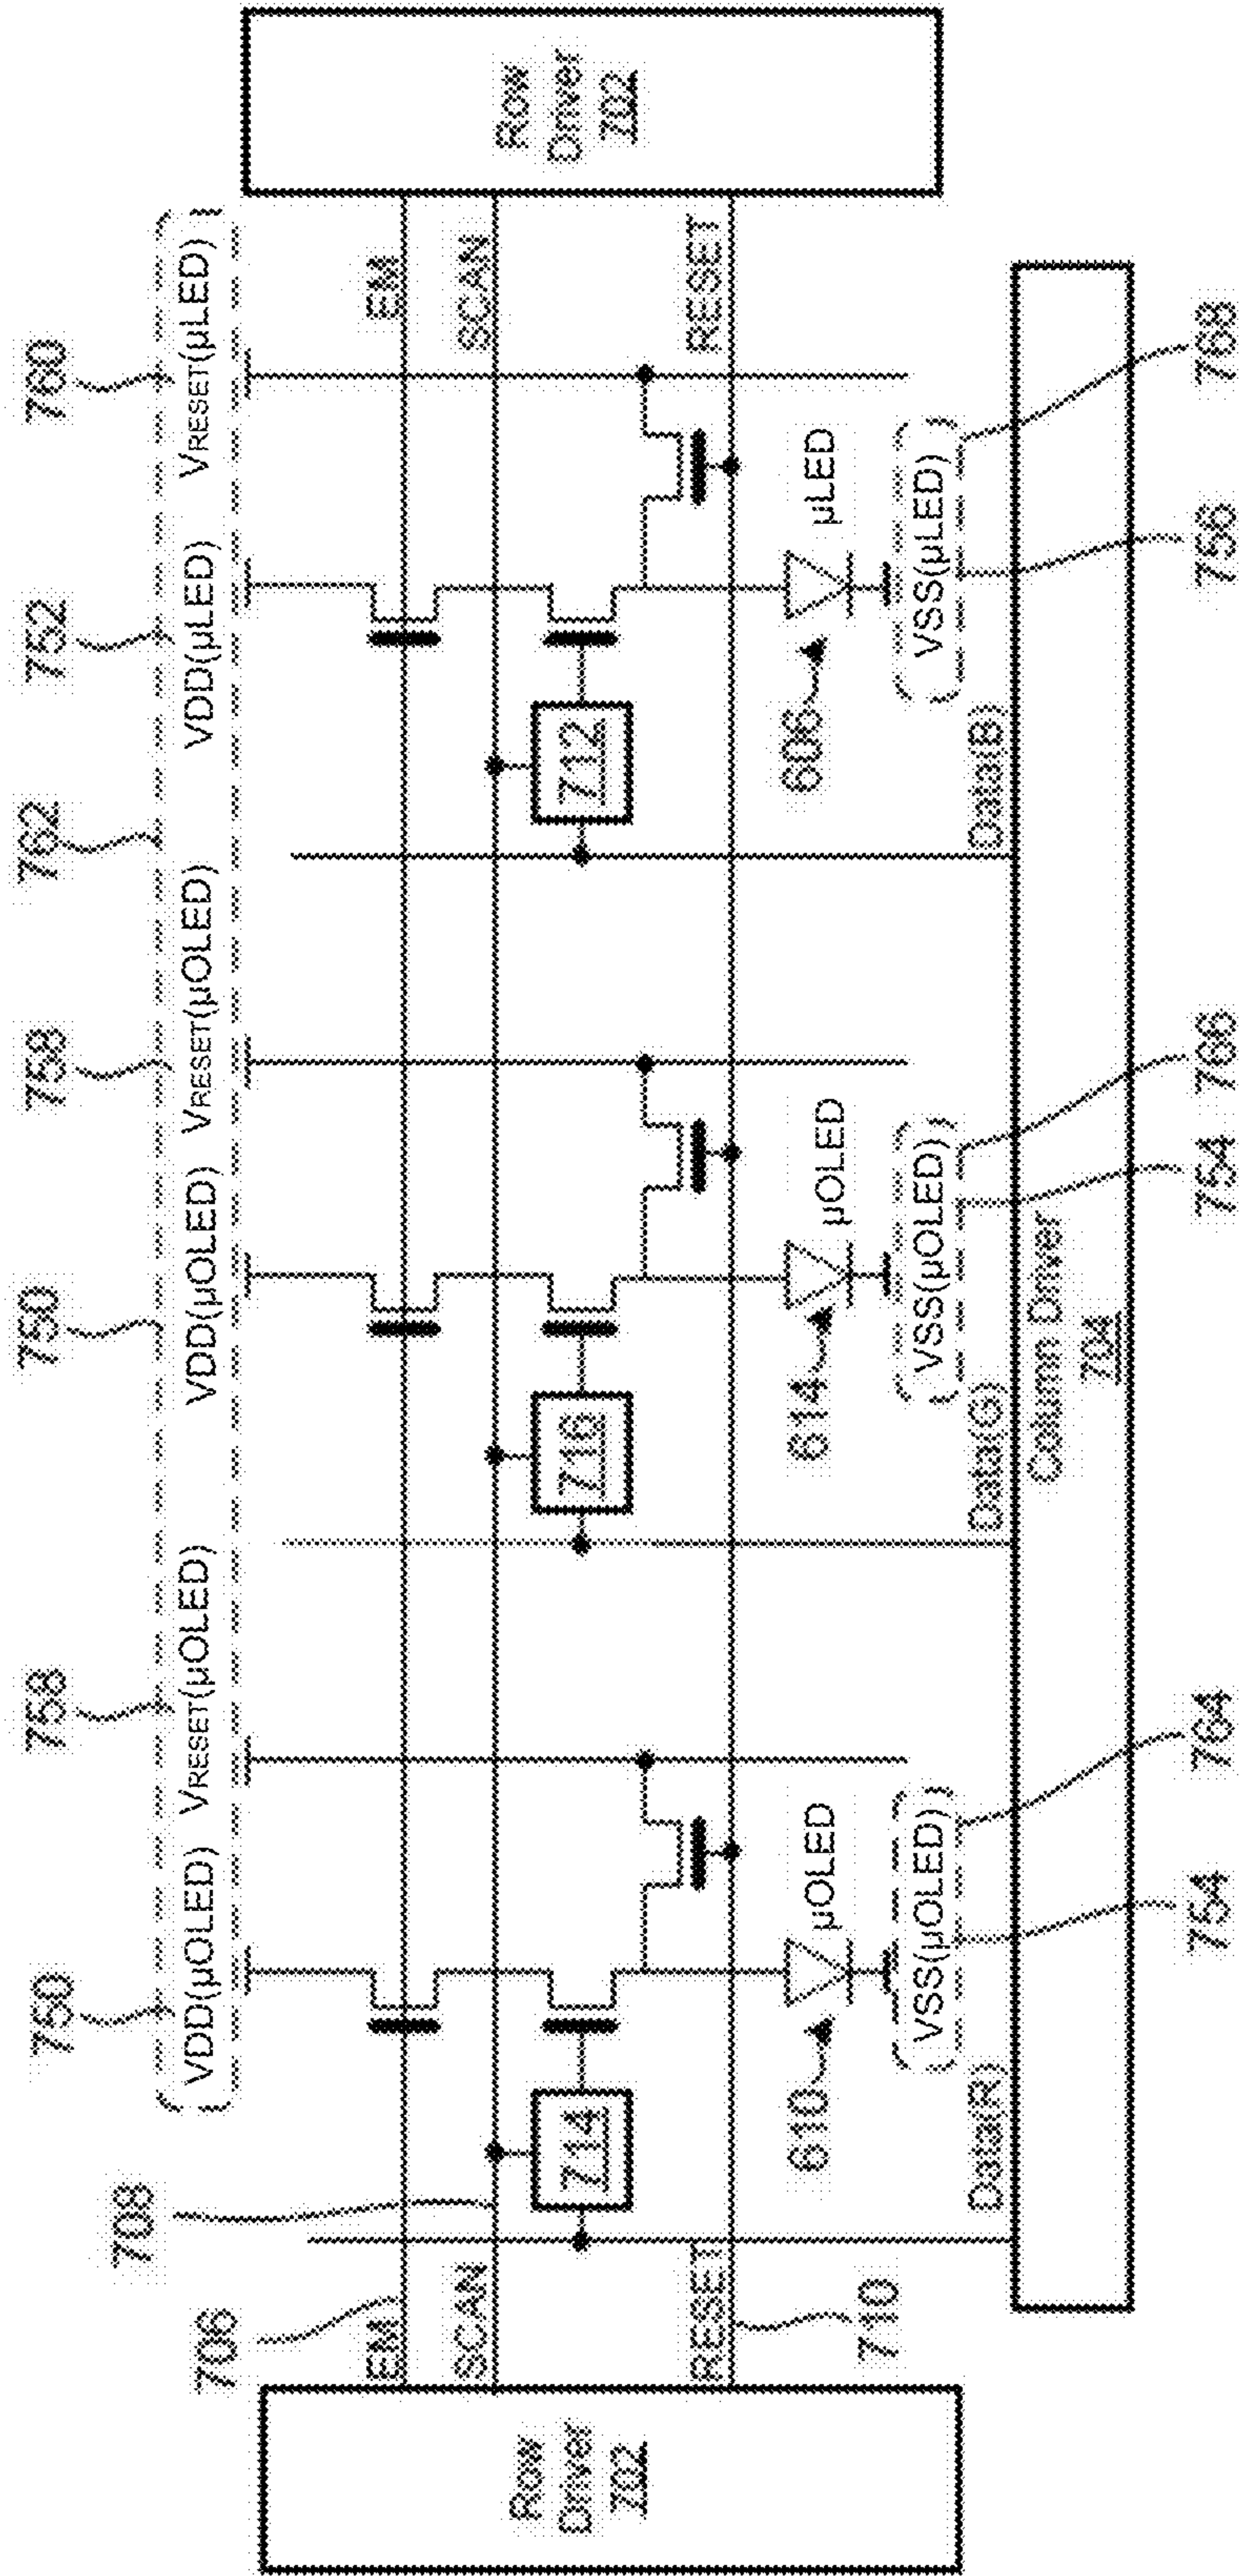 750
758
750
758
762
752
760
VDD(µOLED)
VRESET(µOLED)
VDD(µOLED)
VRESET(µOLED)
VDD(µLED)
VRESET(µLED)
706
708
EM
EM
SCAN
SCAN
Row
Driver
702
Row
Driver
702
714
716
712
RESET
RESET
710
610
µOLED
614
µOLED
606
µLED
VSS(µOLED)
VSS(µOLED)
VSS(µLED)
Data(R)
Data(G)
Data(B)
Column Driver
704
754
764
754
766
756
768